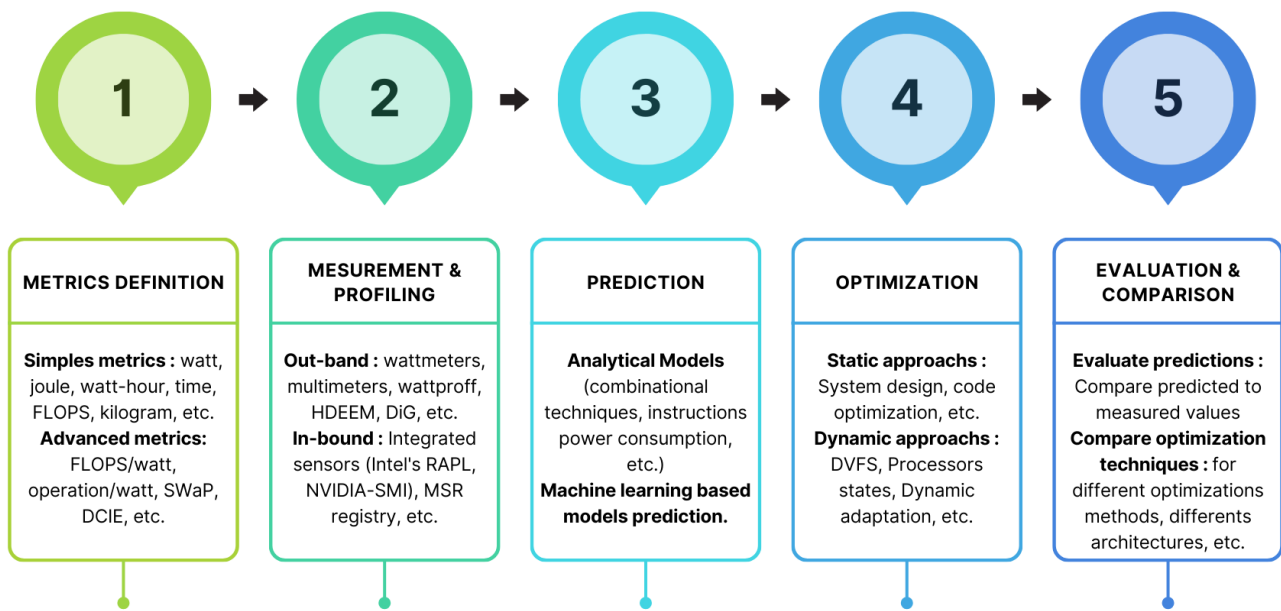 1
2
3
4
5
METRICS DEFINITION
Simples metrics : watt,
joule, watt-hour, time,
FLOPS, kilogram, etc.
Advanced metrics:
FLOPS/watt,
operation/watt, SWaP,
DCIE, etc.
MESUREMENT &
PROFILING
Out-band : wattmeters,
multimeters, wattproff,
HDEEM, DiG, etc.
In-bound : Integrated
sensors (Intel's RAPL,
NVIDIA-SMI), MSR
registry, etc.
PREDICTION
Analytical Models
(combinational
techniques, instructions
power consumption,
etc.)
Machine learning based
models prediction.
OPTIMIZATION
Static approachs :
System design, code
optimization, etc.
Dynamic approachs :
DVFS, Processors
states, Dynamic
adaptation, etc.
EVALUATION &
COMPARISON
Evaluate predictions :
Compare predicted to
measured values
Compare optimization
techniques : for
different optimizations
methods, differents
architectures, etc.